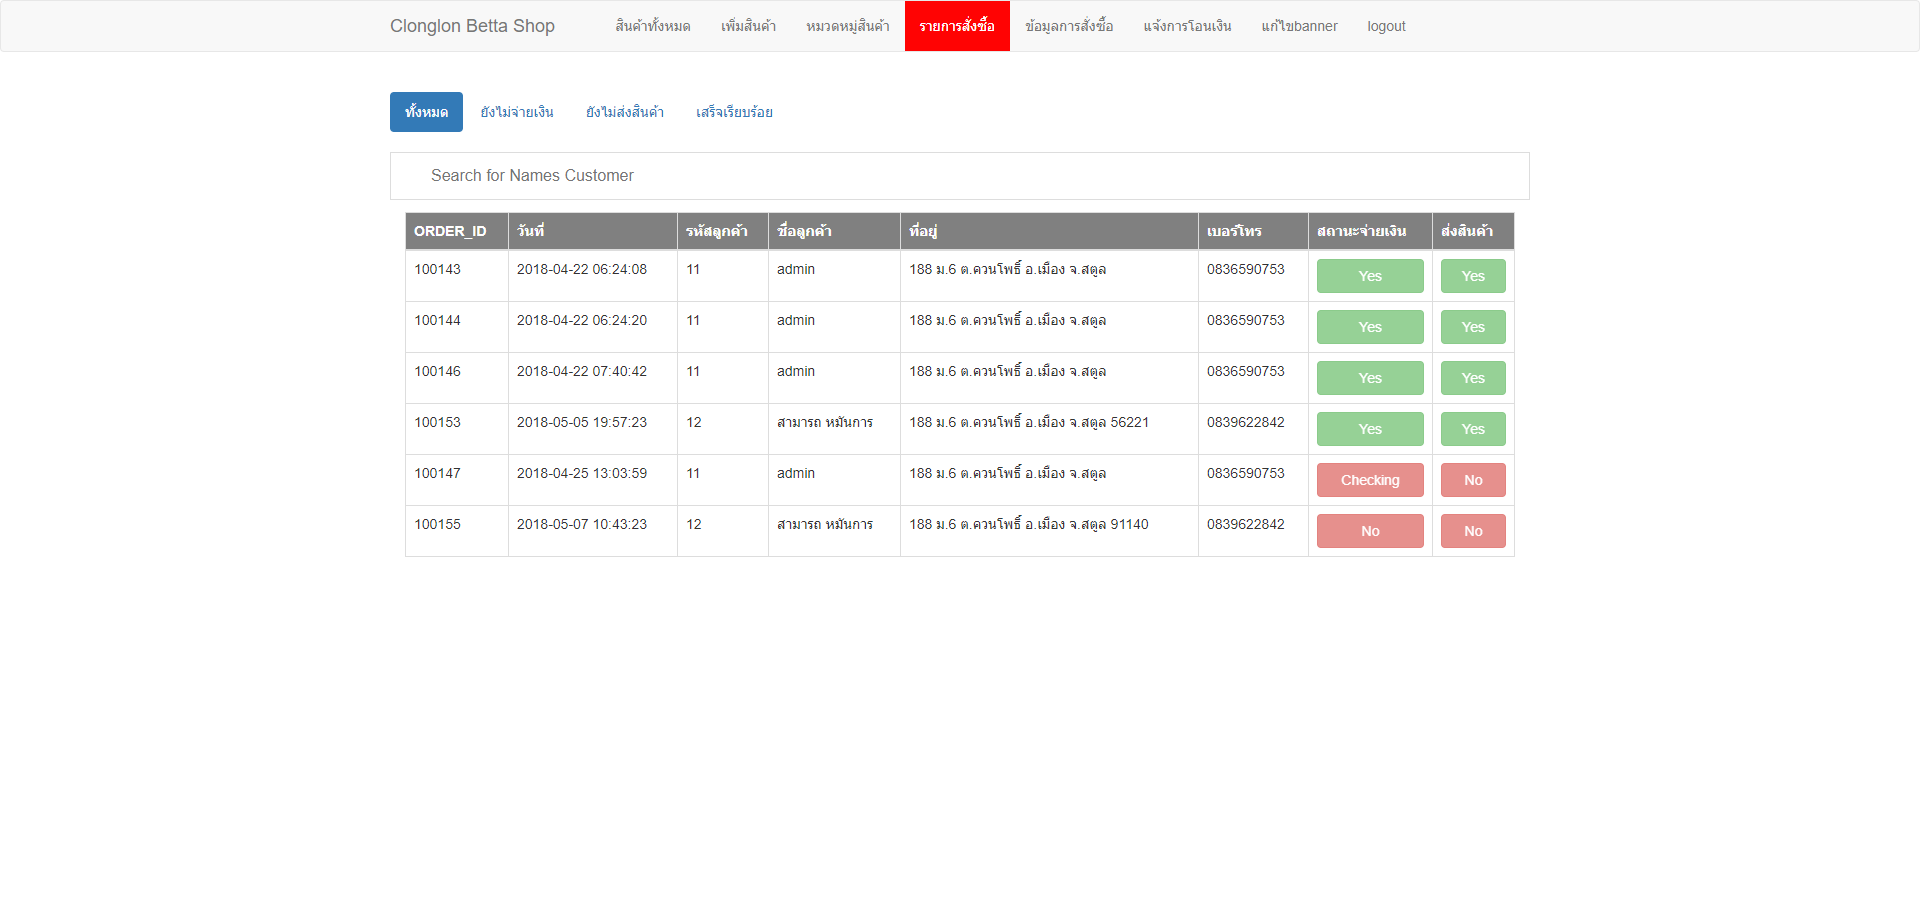 Clonglon Betta Shop สินค้าทั้งหมด เพิ่มสินค้า หมวดหมู่สินค้า รายการสั่งซื้อ ข้อมูลการสั่งซื้อ แจ้งการโอนเงิน แก้ไขbanner logout
ทั้งหมด ยังไม่จ่ายเงิน ยังไม่ส่งสินค้า เสร็จเรียบร้อย
Search for Names Customer
ORDER_ID วันที่ รหัสลูกค้า ชื่อลูกค้า ที่อยู่ เบอร์โทร สถานะจ่ายเงิน ส่งสินค้า
100143 2018-04-22 06:24:08 11 admin 188 ม.6 ต.ควนโพธิ์ อ.เมือง จ.สตูล 0836590753 Yes Yes
100144 2018-04-22 06:24:20 11 admin 188 ม.6 ต.ควนโพธิ์ อ.เมือง จ.สตูล 0836590753 Yes Yes
100146 2018-04-22 07:40:42 11 admin 188 ม.6 ต.ควนโพธิ์ อ.เมือง จ.สตูล 0836590753 Yes Yes
100153 2018-05-05 19:57:23 12 สามารถ หมันการ 188 ม.6 ต.ควนโพธิ์ อ.เมือง จ.สตูล 56221 0839622842 Yes Yes
100147 2018-04-25 13:03:59 11 admin 188 ม.6 ต.ควนโพธิ์ อ.เมือง จ.สตูล 0836590753 Checking No
100155 2018-05-07 10:43:23 12 สามารถ หมันการ 188 ม.6 ต.ควนโพธิ์ อ.เมือง จ.สตูล 91140 0839622842 No No